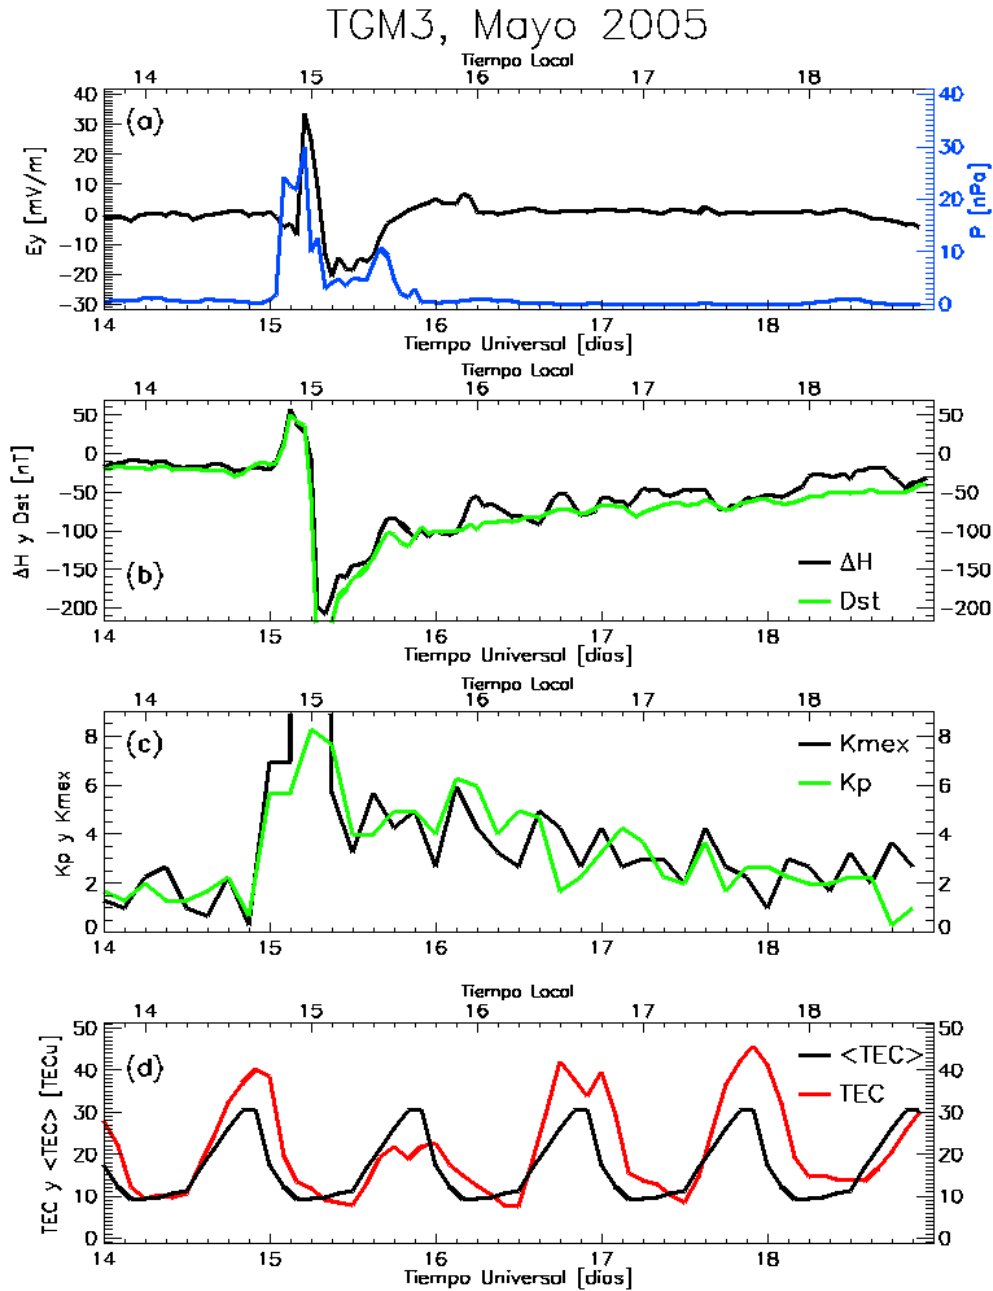 TGM3, Mayo 2005
Tiempo Local
14 15 16 17 18
40 40
30 30
20 20
10 10
0 0
-10
-20
-30
(a)
Ey [mV/m]
P [nPa]
14 15 16 17 18
Tiempo Universal [dias]
Tiempo Local
14 15 16 17 18
50 50
0 0
-50 -50
-100 -100
-150 -150
-200 -200
ΔH y Dst [nT]
(b)
ΔH
Dst
14 15 16 17 18
Tiempo Universal [dias]
Tiempo Local
14 15 16 17 18
8 8
6 6
4 4
2 2
0 0
Kp y Kmex
(c)
Kmex
Kp
14 15 16 17 18
Tiempo Local
14 15 16 17 18
50 50
40 40
30 30
20 20
10 10
0 0
TEC y <TEC> [TECu]
(d)
<TEC>
TEC
14 15 16 17 18
Tiempo Universal [dias]